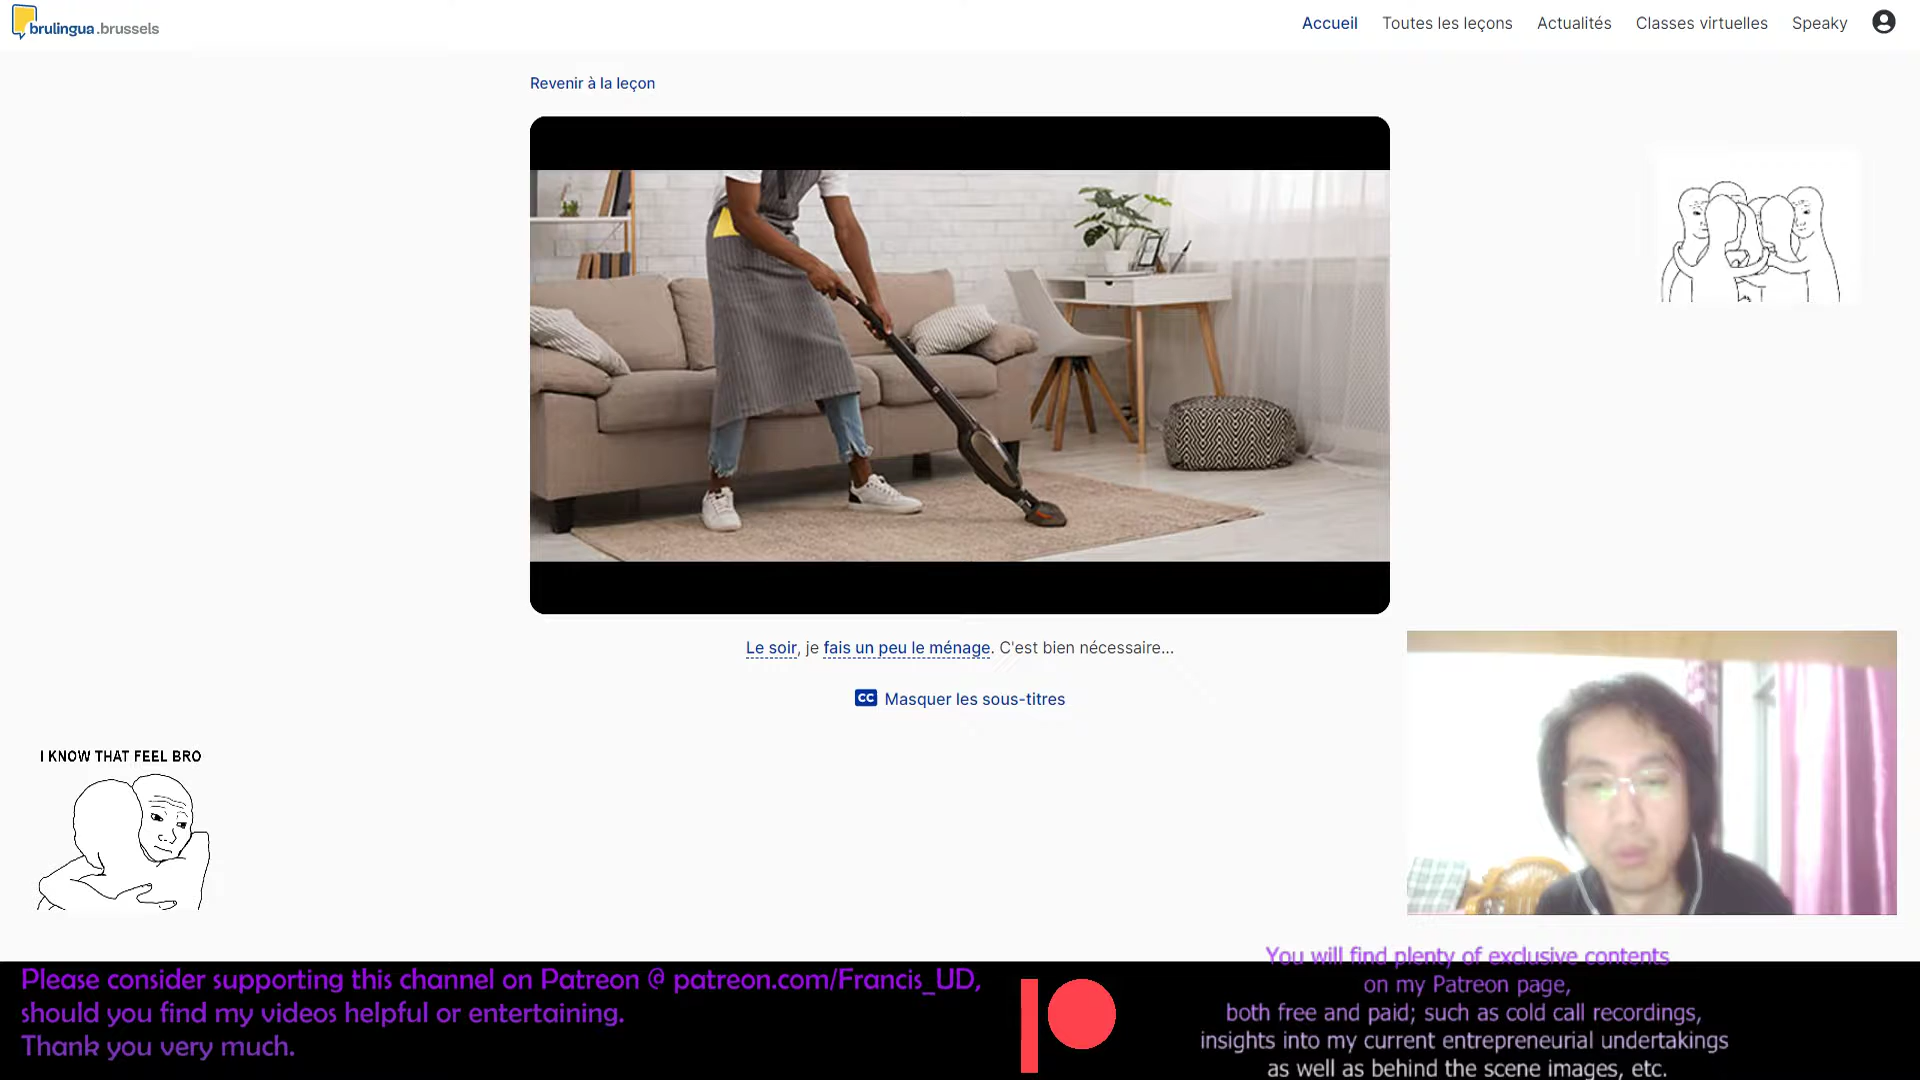 brulingua.brussels
Accueil
Toutes les leçons
Actualités
Classes virtuelles
Speaky
Revenir à la leçon
Le soir, je fais un peu le ménage. C'est bien nécessaire...
CC Masquer les sous-titres
I KNOW THAT FEEL BRO
Please consider supporting this channel on Patreon @ patreon.com/Francis_UD,
should you find my videos helpful or entertaining.
Thank you very much.
You will find plenty of exclusive contents
on my Patreon page,
both free and paid; such as cold call recordings,
insights into my current entrepreneurial undertakings
as well as behind the scene images, etc.